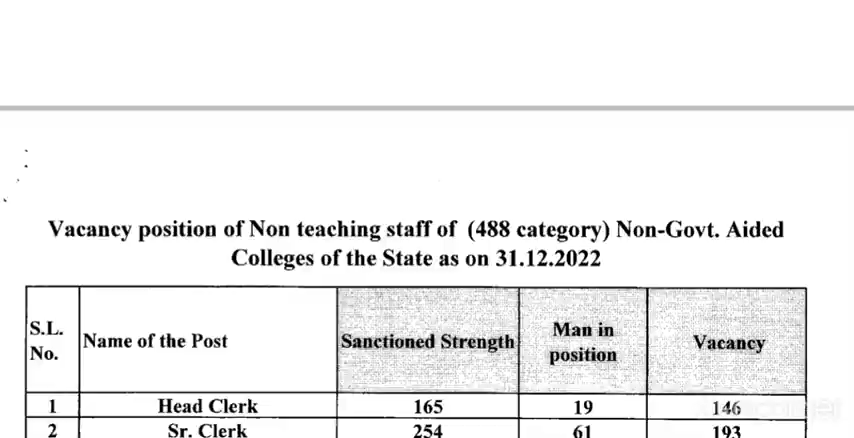 Vacancy position of Non teaching staff of (488 category) Non-Govt. Aided
Colleges of the State as on 31.12.2022
S.L. No. Name of the Post Sanctioned Strength Man in position Vacancy
1 Head Clerk 165 19 146
2 Sr. Clerk 254 61 193